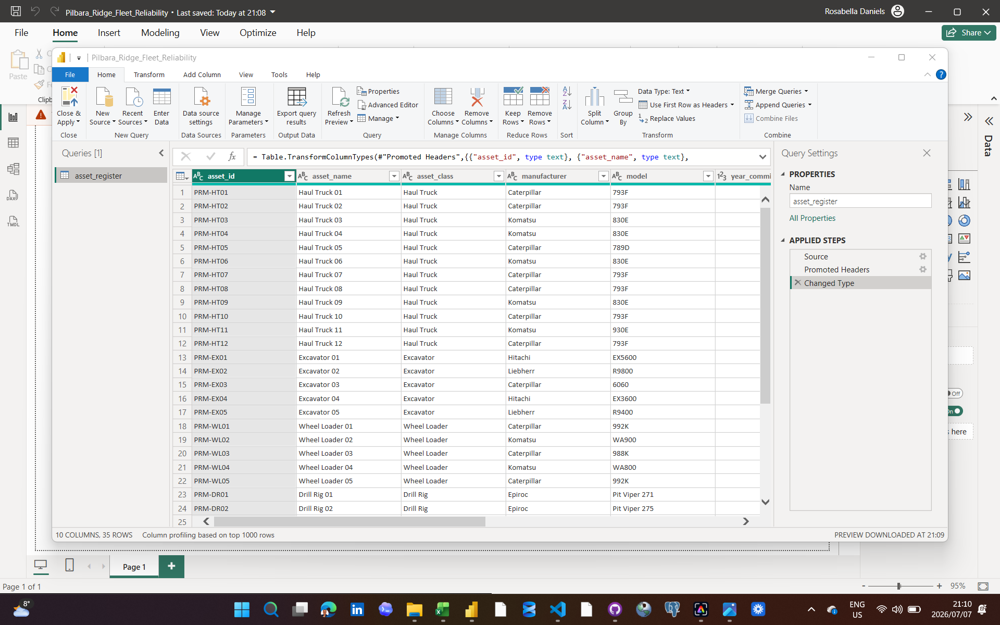 Pilbara_Ridge_Fleet_Reliability • Last saved: Today at 21:08
Rosabella Daniels
File Home Insert Modeling View Optimize Help
Share
Paste
Pilbara_Ridge_Fleet_Reliability
File Home Transform Add Column View Tools Help
Close & Apply
New Source
Recent Sources
Enter Data
Data source settings
Manage Parameters
Export query results
Refresh Preview
Properties
Advanced Editor
Manage
Choose Columns
Remove Columns
Keep Rows
Remove Rows
Split Column
Group By
Data Type: Text
Use First Row as Headers
Replace Values
Merge Queries
Append Queries
Combine Files
Close New Query Data Sources Parameters Output Data Query Manage Columns Reduce Rows Sort Transform Combine
Queries [1]
asset_register
= Table.TransformColumnTypes(#"Promoted Headers",{{"asset_id", type text}, {"asset_name", type text},
asset_id asset_name asset_class manufacturer model year_commi
1 PRM-HT01 Haul Truck 01 Haul Truck Caterpillar 793F
2 PRM-HT02 Haul Truck 02 Haul Truck Caterpillar 793F
3 PRM-HT03 Haul Truck 03 Haul Truck Komatsu 830E
4 PRM-HT04 Haul Truck 04 Haul Truck Komatsu 830E
5 PRM-HT05 Haul Truck 05 Haul Truck Caterpillar 789D
6 PRM-HT06 Haul Truck 06 Haul Truck Komatsu 830E
7 PRM-HT07 Haul Truck 07 Haul Truck Caterpillar 793F
8 PRM-HT08 Haul Truck 08 Haul Truck Caterpillar 793F
9 PRM-HT09 Haul Truck 09 Haul Truck Komatsu 830E
10 PRM-HT10 Haul Truck 10 Haul Truck Caterpillar 793F
11 PRM-HT11 Haul Truck 11 Haul Truck Komatsu 930E
12 PRM-HT12 Haul Truck 12 Haul Truck Caterpillar 793F
13 PRM-EX01 Excavator 01 Excavator Hitachi EX5600
14 PRM-EX02 Excavator 02 Excavator Liebherr R9800
15 PRM-EX03 Excavator 03 Excavator Caterpillar 6060
16 PRM-EX04 Excavator 04 Excavator Hitachi EX3600
17 PRM-EX05 Excavator 05 Excavator Liebherr R9400
18 PRM-WL01 Wheel Loader 01 Wheel Loader Caterpillar 992K
19 PRM-WL02 Wheel Loader 02 Wheel Loader Komatsu WA900
20 PRM-WL03 Wheel Loader 03 Wheel Loader Caterpillar 988K
21 PRM-WL04 Wheel Loader 04 Wheel Loader Komatsu WA800
22 PRM-WL05 Wheel Loader 05 Wheel Loader Caterpillar 992K
23 PRM-DR01 Drill Rig 01 Drill Rig Epiroc Pit Viper 271
24 PRM-DR02 Drill Rig 02 Drill Rig Epiroc Pit Viper 275
25
Query Settings
PROPERTIES
Name
asset_register
All Properties
APPLIED STEPS
Source
Promoted Headers
Changed Type
Data
Off
here
10 COLUMNS, 35 ROWS Column profiling based on top 1000 rows
PREVIEW DOWNLOADED AT 21:09
Page 1
Page 1 of 1
95%
8°
ENG
US
21:10
2026/07/07